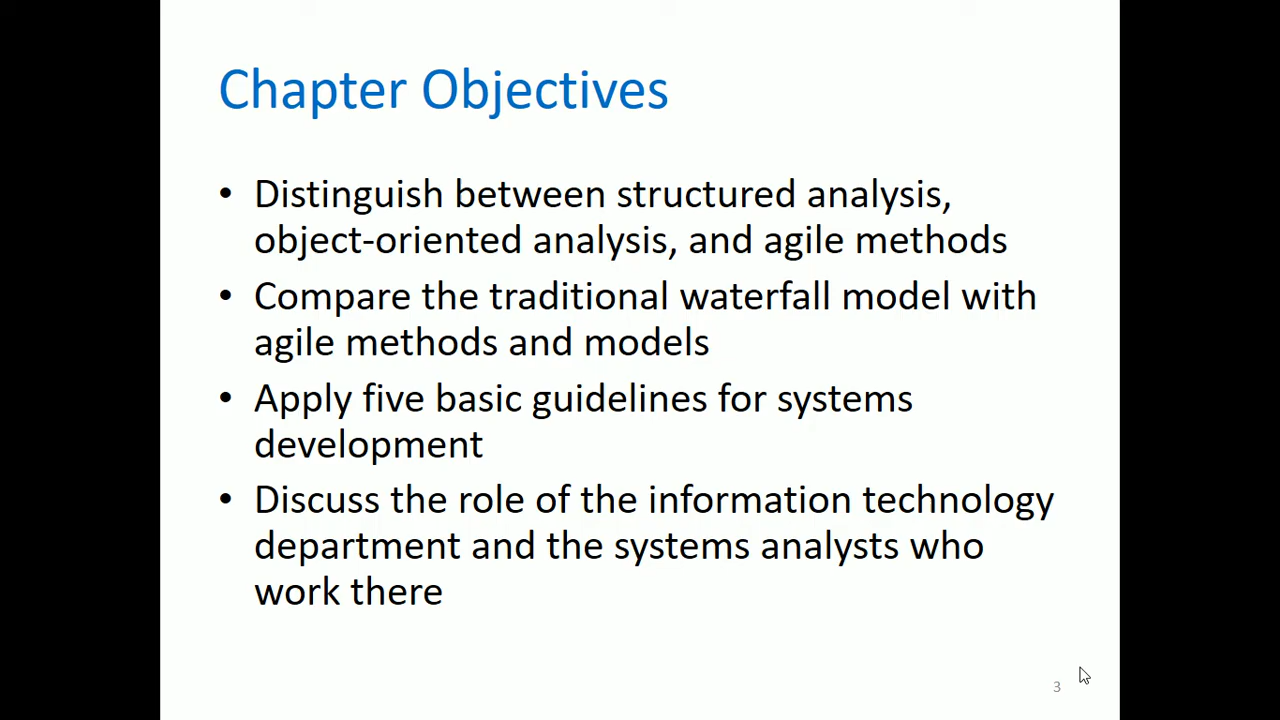 Chapter Objectives
• Distinguish between structured analysis,
object-oriented analysis, and agile methods
• Compare the traditional waterfall model with
agile methods and models
• Apply five basic guidelines for systems
development
• Discuss the role of the information technology
department and the systems analysts who
work there
3